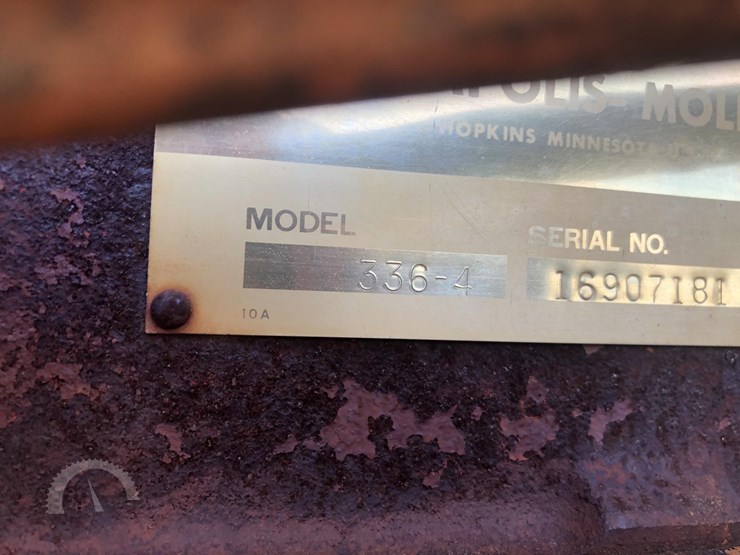 POLIS- MOLI
HOPKINS MINNESOTA
MODEL
SERIAL NO.
336-4
16907181
10A